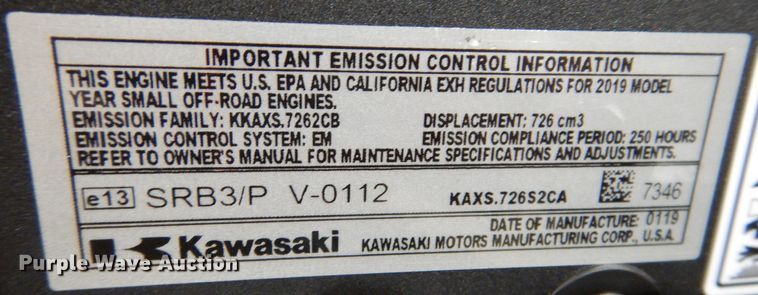 IMPORTANT EMISSION CONTROL INFORMATION
THIS ENGINE MEETS U.S. EPA AND CALIFORNIA EXH REGULATIONS FOR 2019 MODEL
YEAR SMALL OFF-ROAD ENGINES.
EMISSION FAMILY: KKAXS.7262CB DISPLACEMENT: 726 cm3
EMISSION CONTROL SYSTEM: EM EMISSION COMPLIANCE PERIOD: 250 HOURS
REFER TO OWNER'S MANUAL FOR MAINTENANCE SPECIFICATIONS AND ADJUSTMENTS.
e13 SRB3/P V-0112 KAXS.726S2CA 7346
DATE OF MANUFACTURE: 0119
Kawasaki KAWASAKI MOTORS MANUFACTURING CORP., U.S.A.
Purple Wave Auction